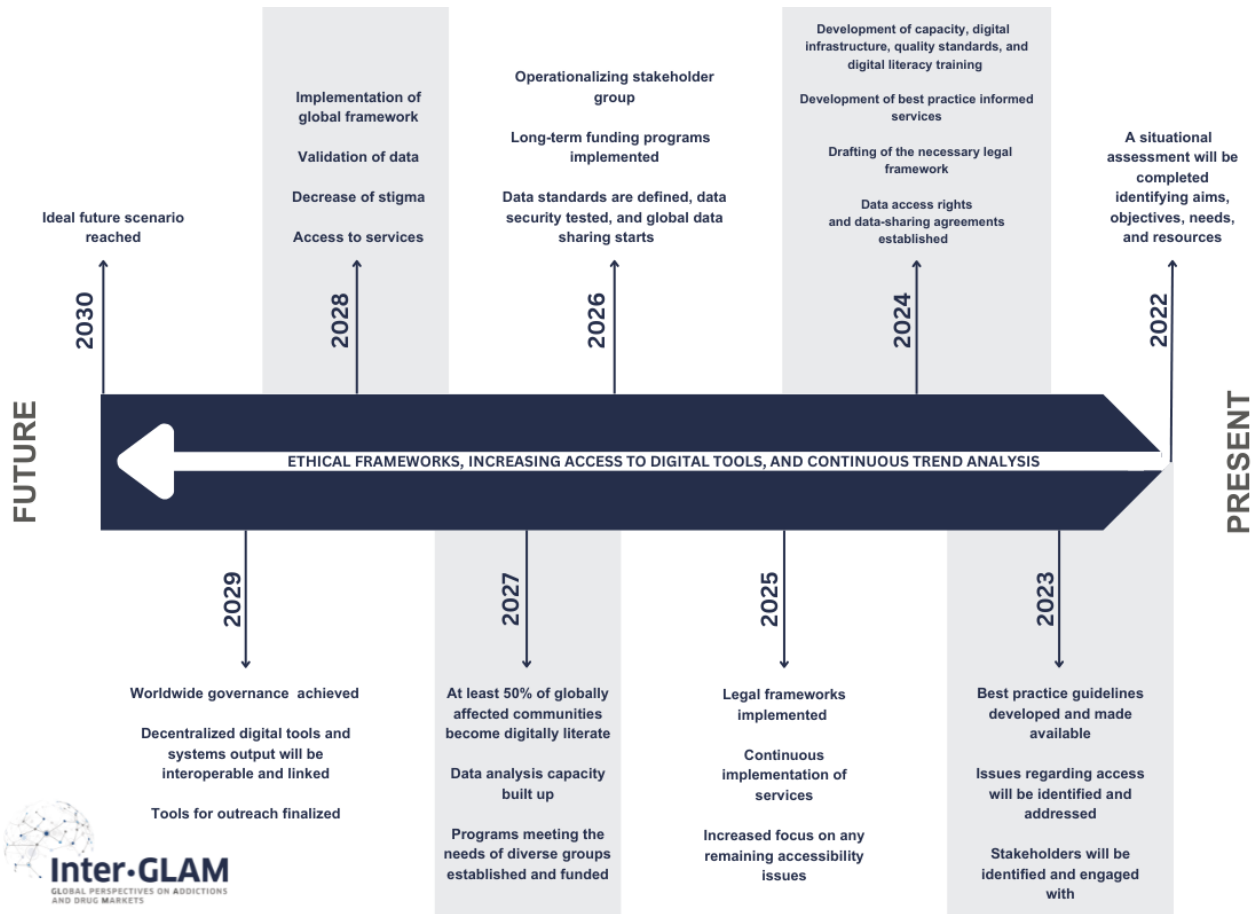 Ideal future scenario
reached
2030
Implementation of
global framework
Validation of data
Decrease of stigma
Access to services
2028
Operationalizing stakeholder
group
Long-term funding programs
implemented
Data standards are defined, data
security tested, and global data
sharing starts
2026
Development of capacity, digital
infrastructure, quality standards, and
digital literacy training
Development of best practice informed
services
Drafting of the necessary legal
framework
Data access rights
and data-sharing agreements
established
2024
A situational
assessment will be
completed
identifying aims,
objectives, needs,
and resources
2022
FUTURE
ETHICAL FRAMEWORKS, INCREASING ACCESS TO DIGITAL TOOLS, AND CONTINUOUS TREND ANALYSIS
PRESENT
2029
Worldwide governance achieved
Decentralized digital tools and
systems output will be
interoperable and linked
Tools for outreach finalized
2027
At least 50% of globally
affected communities
become digitally literate
Data analysis capacity
built up
Programs meeting the
needs of diverse groups
established and funded
2025
Legal frameworks
implemented
Continuous
implementation of
services
Increased focus on any
remaining accessibility
issues
2023
Best practice guidelines
developed and made
available
Issues regarding access
will be identified and
addressed
Stakeholders will be
identified and engaged
with
Inter•GLAM
GLOBAL PERSPECTIVES ON ADDICTIONS
AND DRUG MARKETS